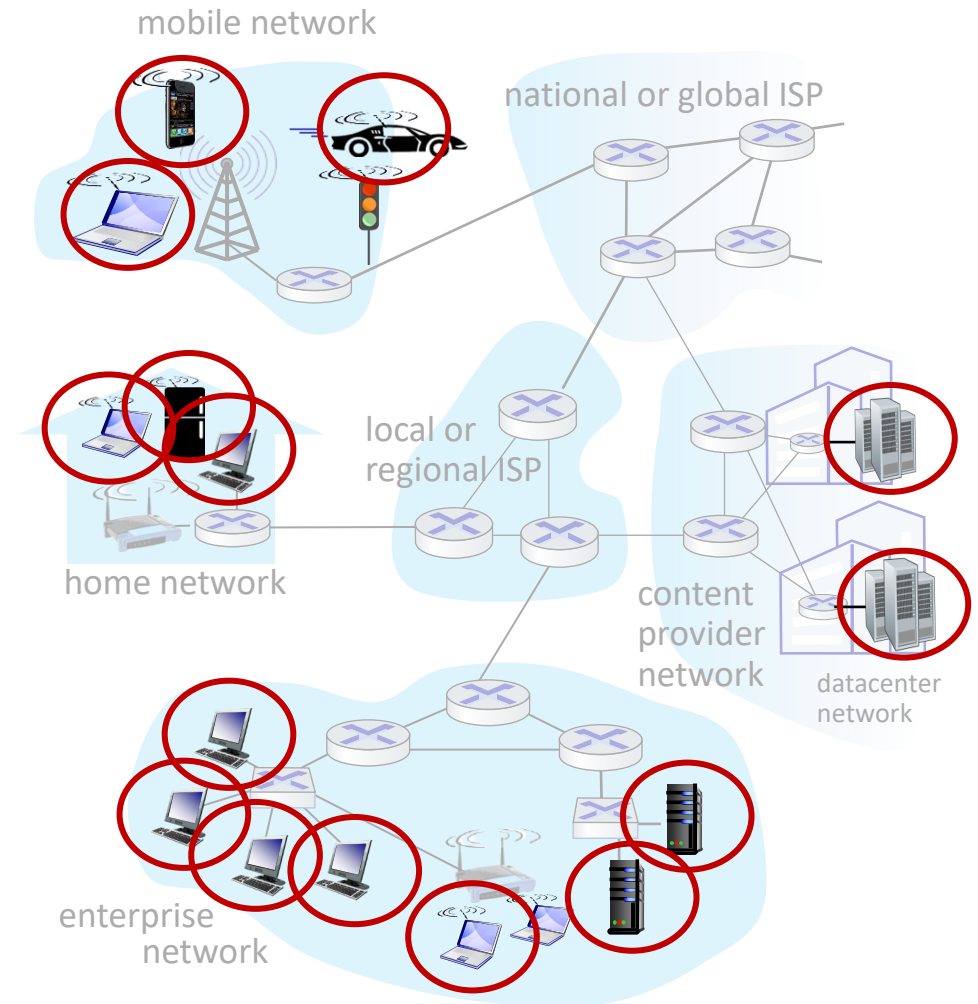 mobile network
national or global ISP
local or
regional ISP
home network
content
provider
network
datacenter
network
enterprise
network